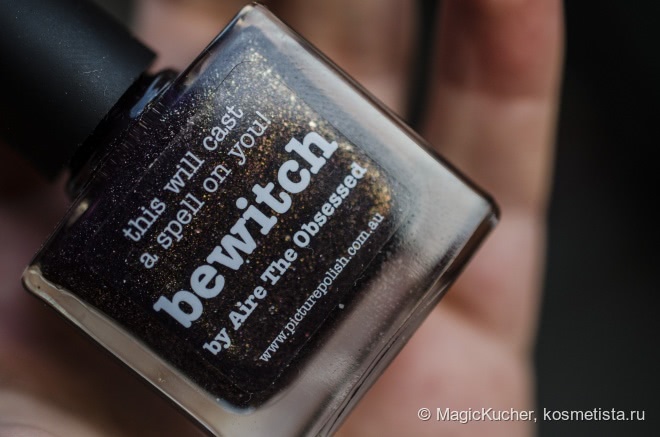 this will cast
a spell on you!
bewitch
by Aire The Obsessed
www.picturepolish.com.au
© MagicKucher, kosmetista.ru